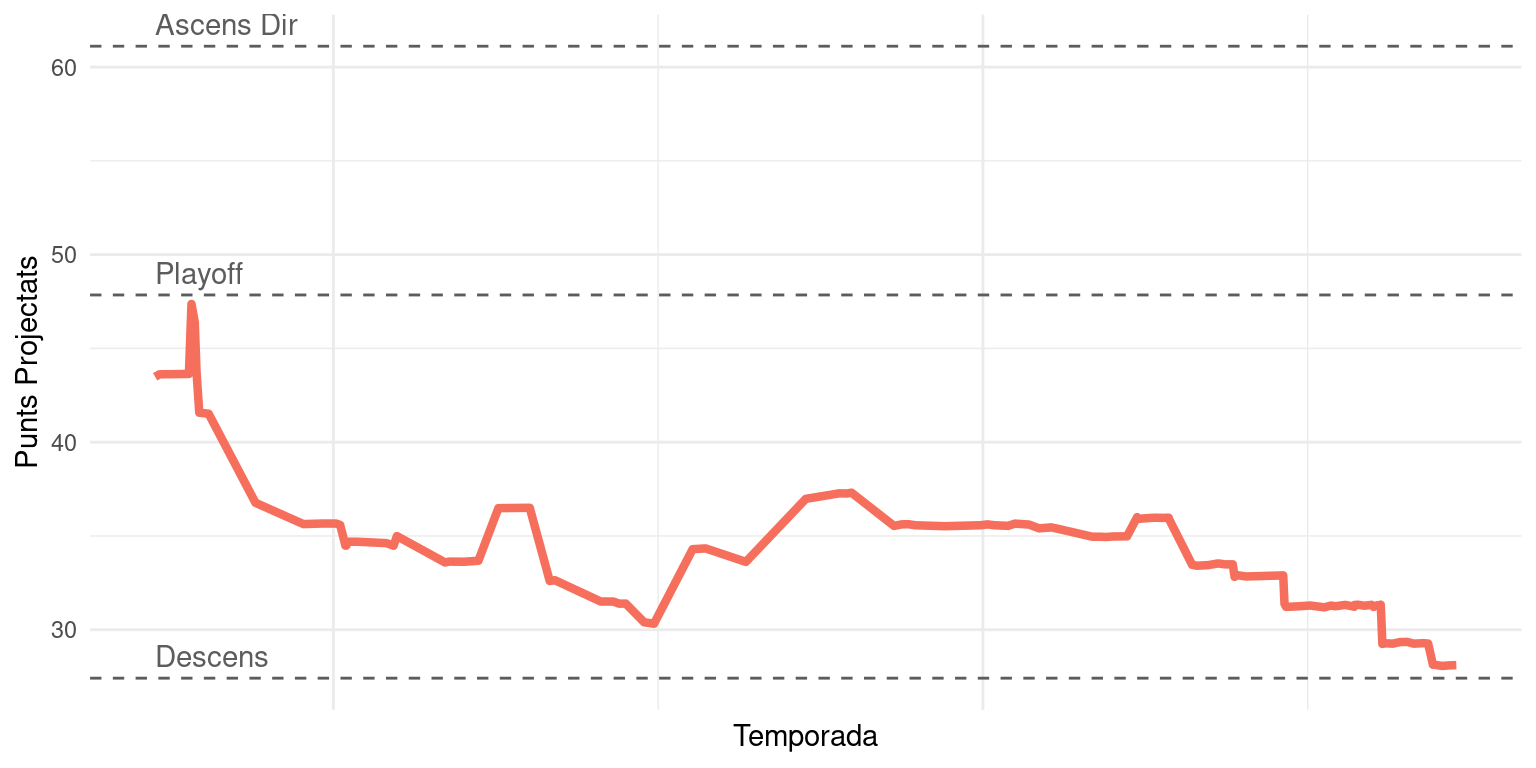 Ascens Dir
60
50
Playoff
Punts Projectats
40
30
Descens
Temporada